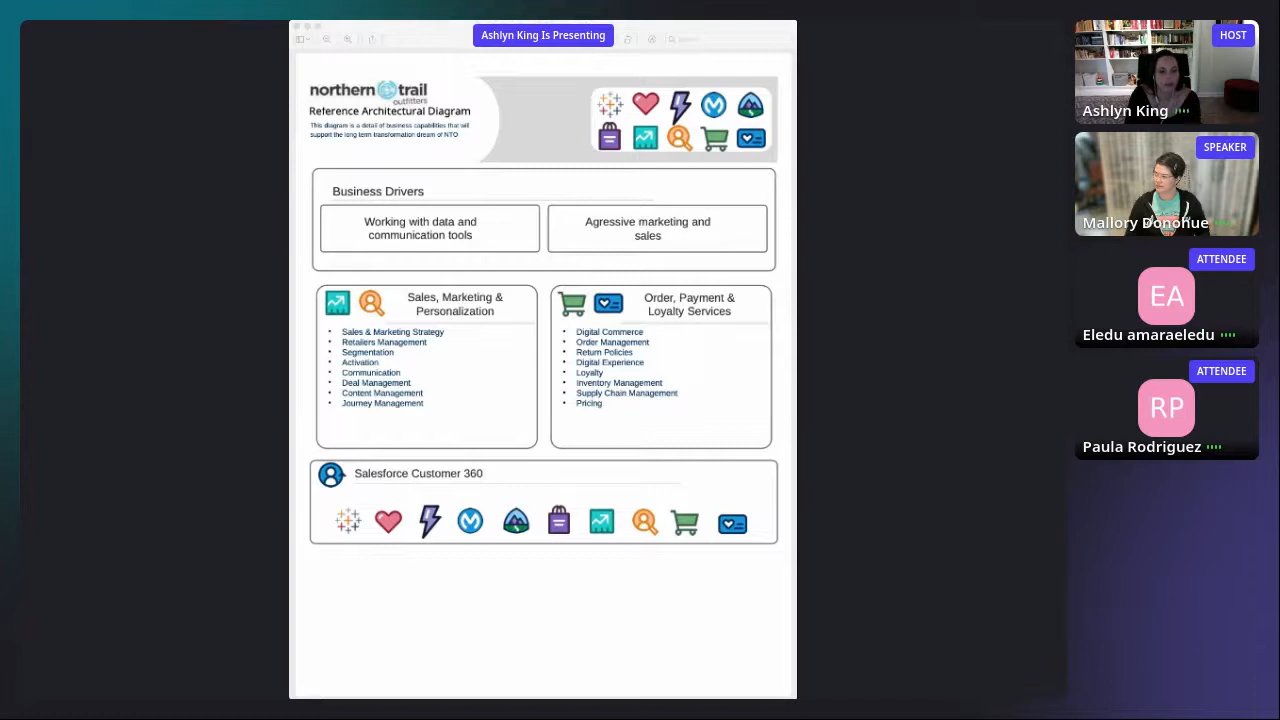 Ashlyn King Is Presenting
northern trail
outfitters
Reference Architectural Diagram
This diagram is a detail of business capabilities that will
support the long term transformation dream of NTO
Business Drivers
Working with data and
communication tools
Agressive marketing and
sales
Sales, Marketing &
Personalization
• Sales & Marketing Strategy
• Retailers Management
• Segmentation
• Activation
• Communication
• Deal Management
• Content Management
• Journey Management
Order, Payment &
Loyalty Services
• Digital Commerce
• Order Management
• Return Policies
• Digital Experience
• Loyalty
• Inventory Management
• Supply Chain Management
• Pricing
Salesforce Customer 360
HOST
Ashlyn King
SPEAKER
Mallory Donohue
ATTENDEE
EA
Eledu amaraeledu
ATTENDEE
RP
Paula Rodriguez